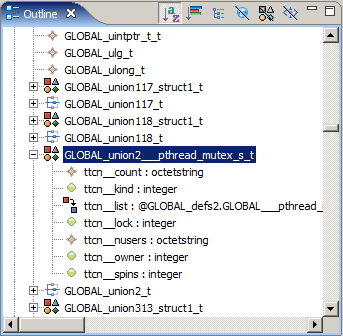 Outline
GLOBAL_uintptr_t_t
GLOBAL_ulg_t
GLOBAL_ulong_t
GLOBAL_union117_struct1_t
GLOBAL_union117_t
GLOBAL_union118_struct1_t
GLOBAL_union118_t
GLOBAL_union2___pthread_mutex_s_t
ttcn__count : octetstring
ttcn__kind : integer
ttcn__list : @GLOBAL_defs2.GLOBAL___pthread_
ttcn__lock : integer
ttcn__nusers : octetstring
ttcn__owner : integer
ttcn__spins : integer
GLOBAL_union2_t
GLOBAL_union313_struct1_t